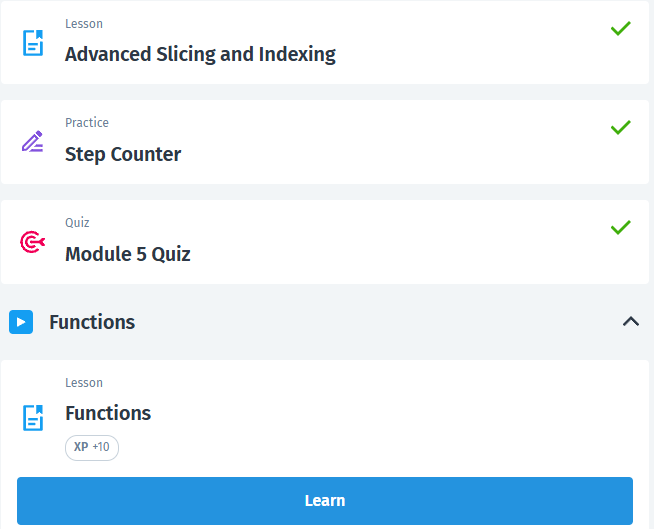 Lesson
Advanced Slicing and Indexing
Practice
Step Counter
Quiz
Module 5 Quiz
Functions
Lesson
Functions
XP +10
Learn